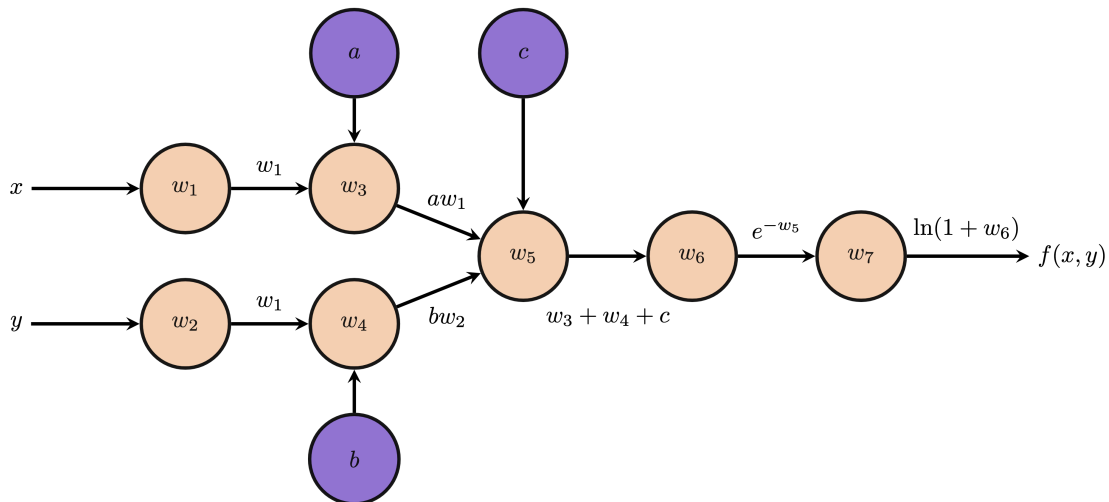 a
c
x
w₁
w₁
w₃
aw₁
w₅
w₆
e^{-w₅}
w₇
ln(1 + w₆)
f(x, y)
y
w₂
w₁
w₄
bw₂
w₃ + w₄ + c
b